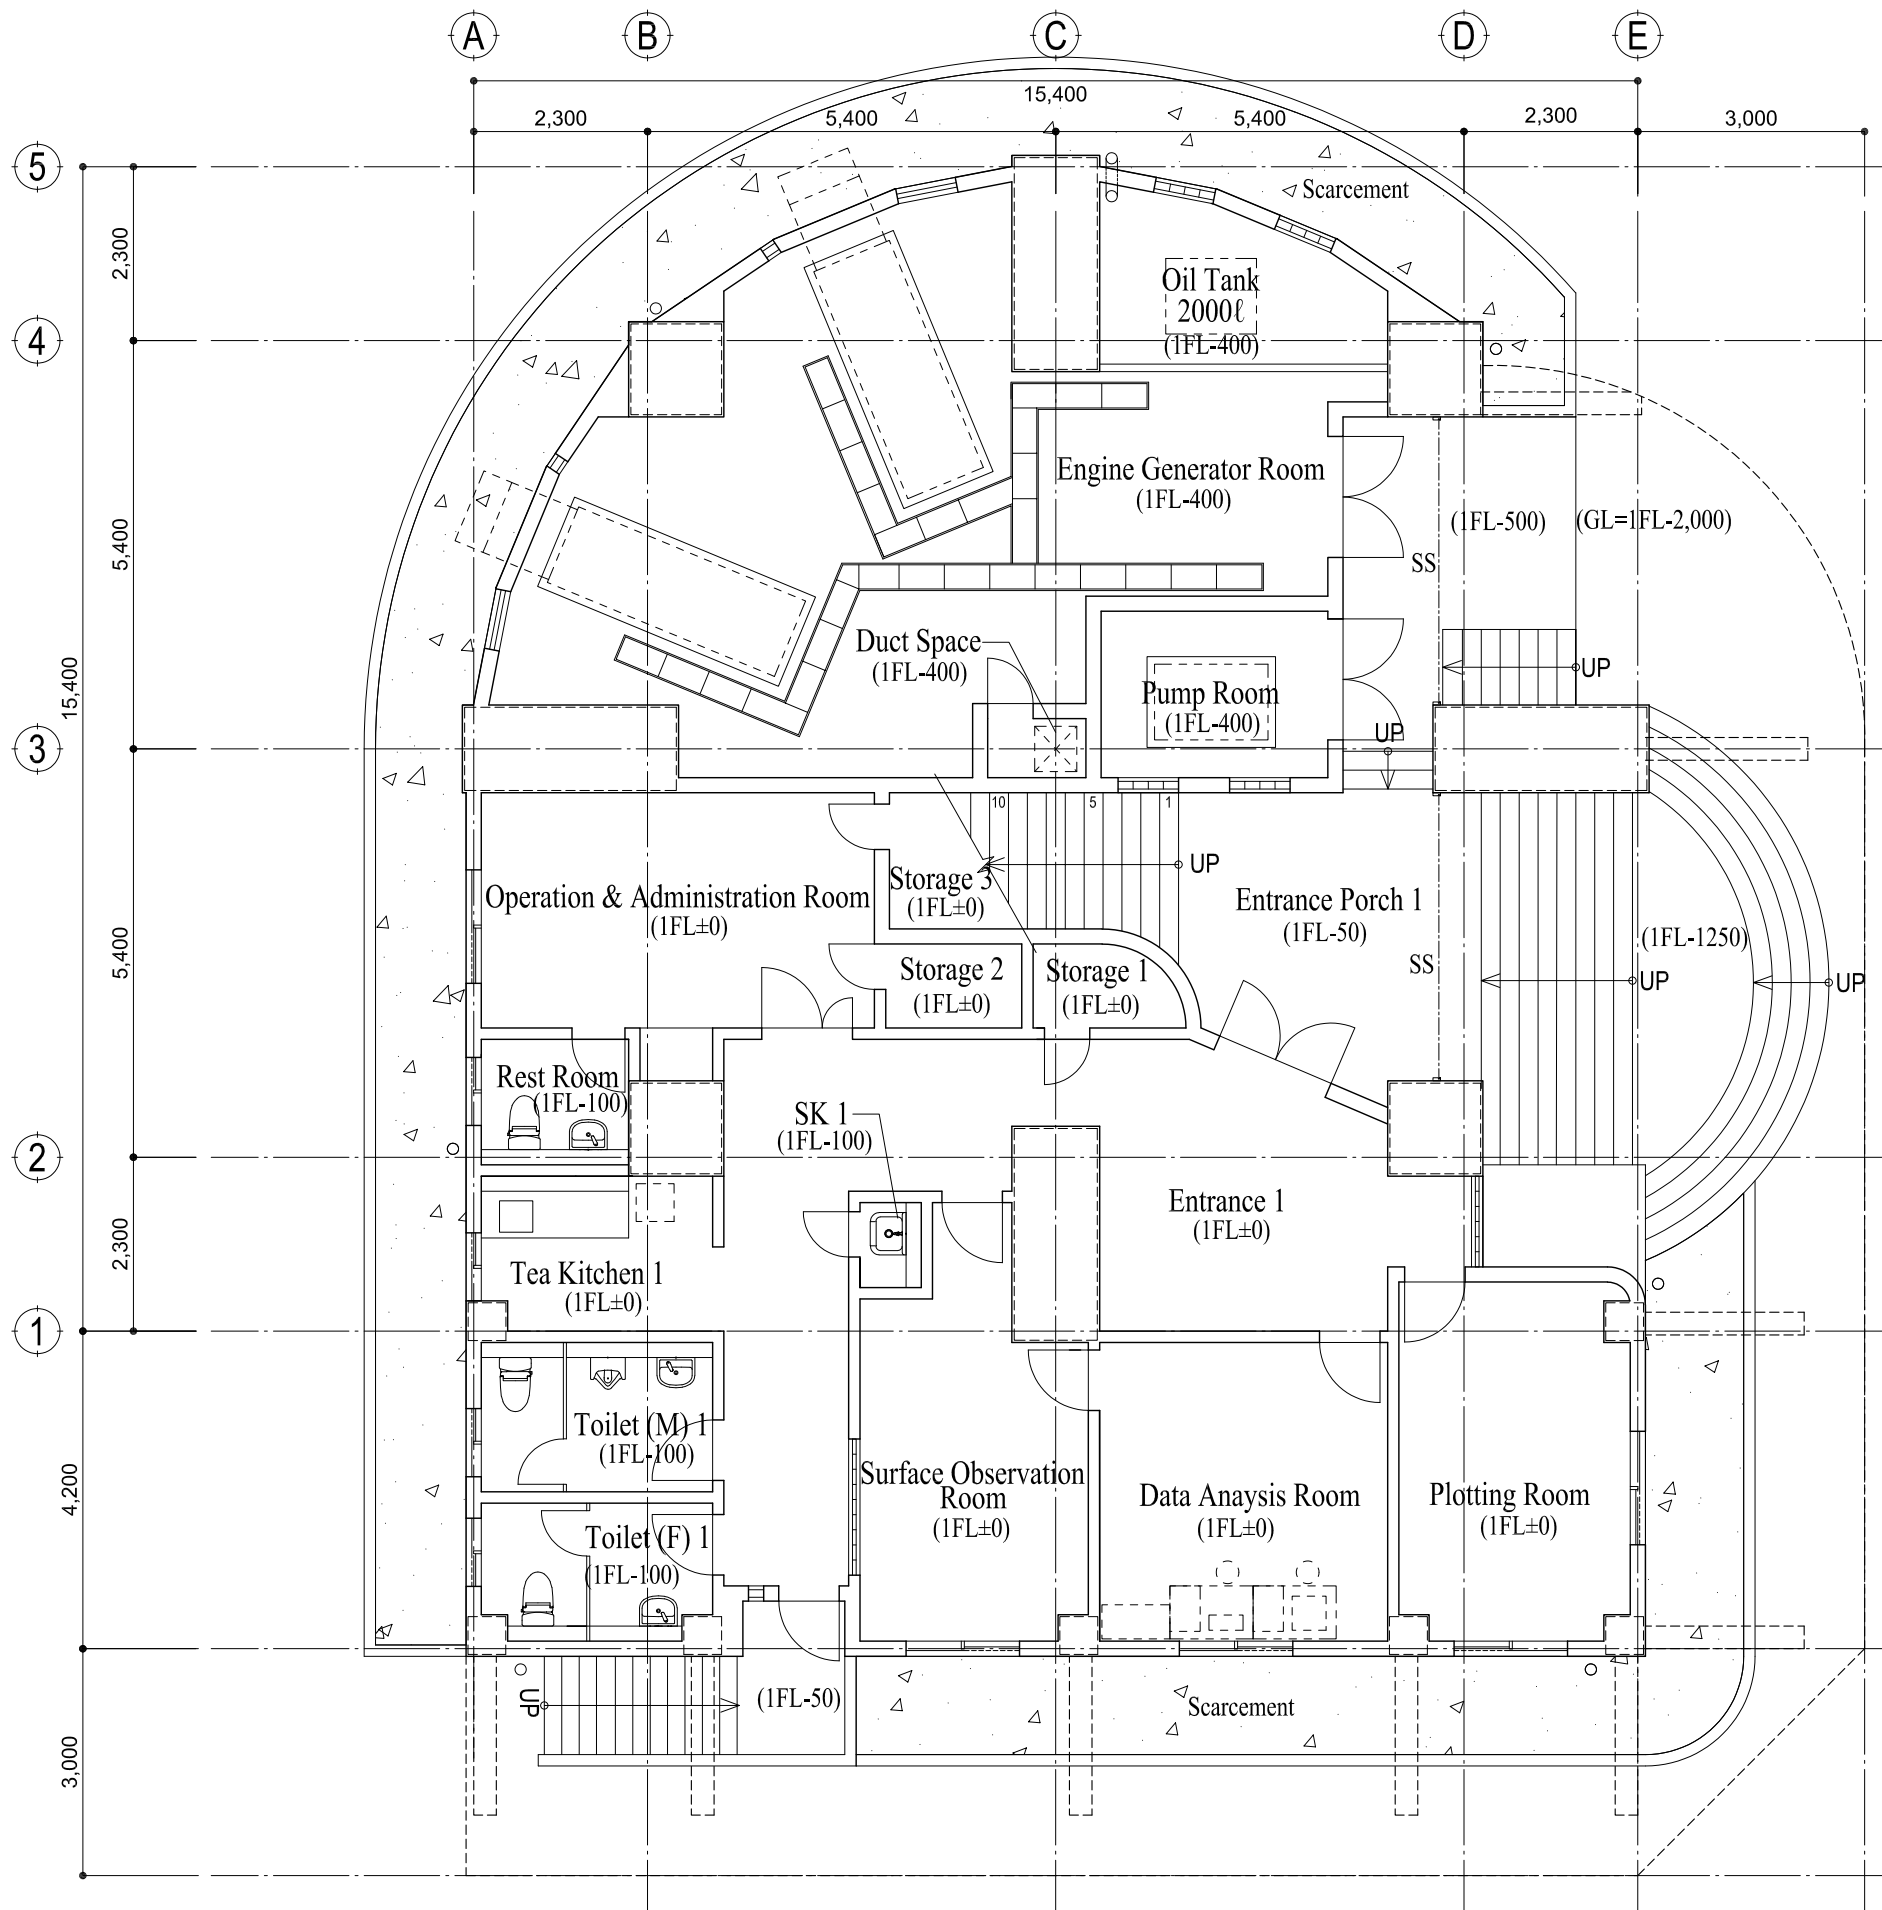 A
B
C
D
E
15,400
2,300
5,400
5,400
2,300
3,000
5
Scarcement
2,300
Oil Tank
2000ℓ
(1FL-400)
4
Engine Generator Room
(1FL-400)
(1FL-500)
(GL=1FL-2,000)
5,400
SS
Duct Space
(1FL-400)
UP
15,400
Pump Room
(1FL-400)
UP
3
10
5
1
UP
Storage 3
(1FL±0)
Operation & Administration Room
(1FL±0)
Entrance Porch 1
(1FL-50)
(1FL-1250)
5,400
SS
Storage 2
(1FL±0)
Storage 1
(1FL±0)
UP
UP
Rest Room
(1FL-100)
SK 1
(1FL-100)
2
Entrance 1
(1FL±0)
2,300
Tea Kitchen 1
(1FL±0)
1
Toilet (M) 1
(1FL-100)
Surface Observation
Room
(1FL±0)
Data Anaysis Room
(1FL±0)
Plotting Room
(1FL±0)
4,200
Toilet (F) 1
(1FL-100)
UP
(1FL-50)
Scarcement
3,000